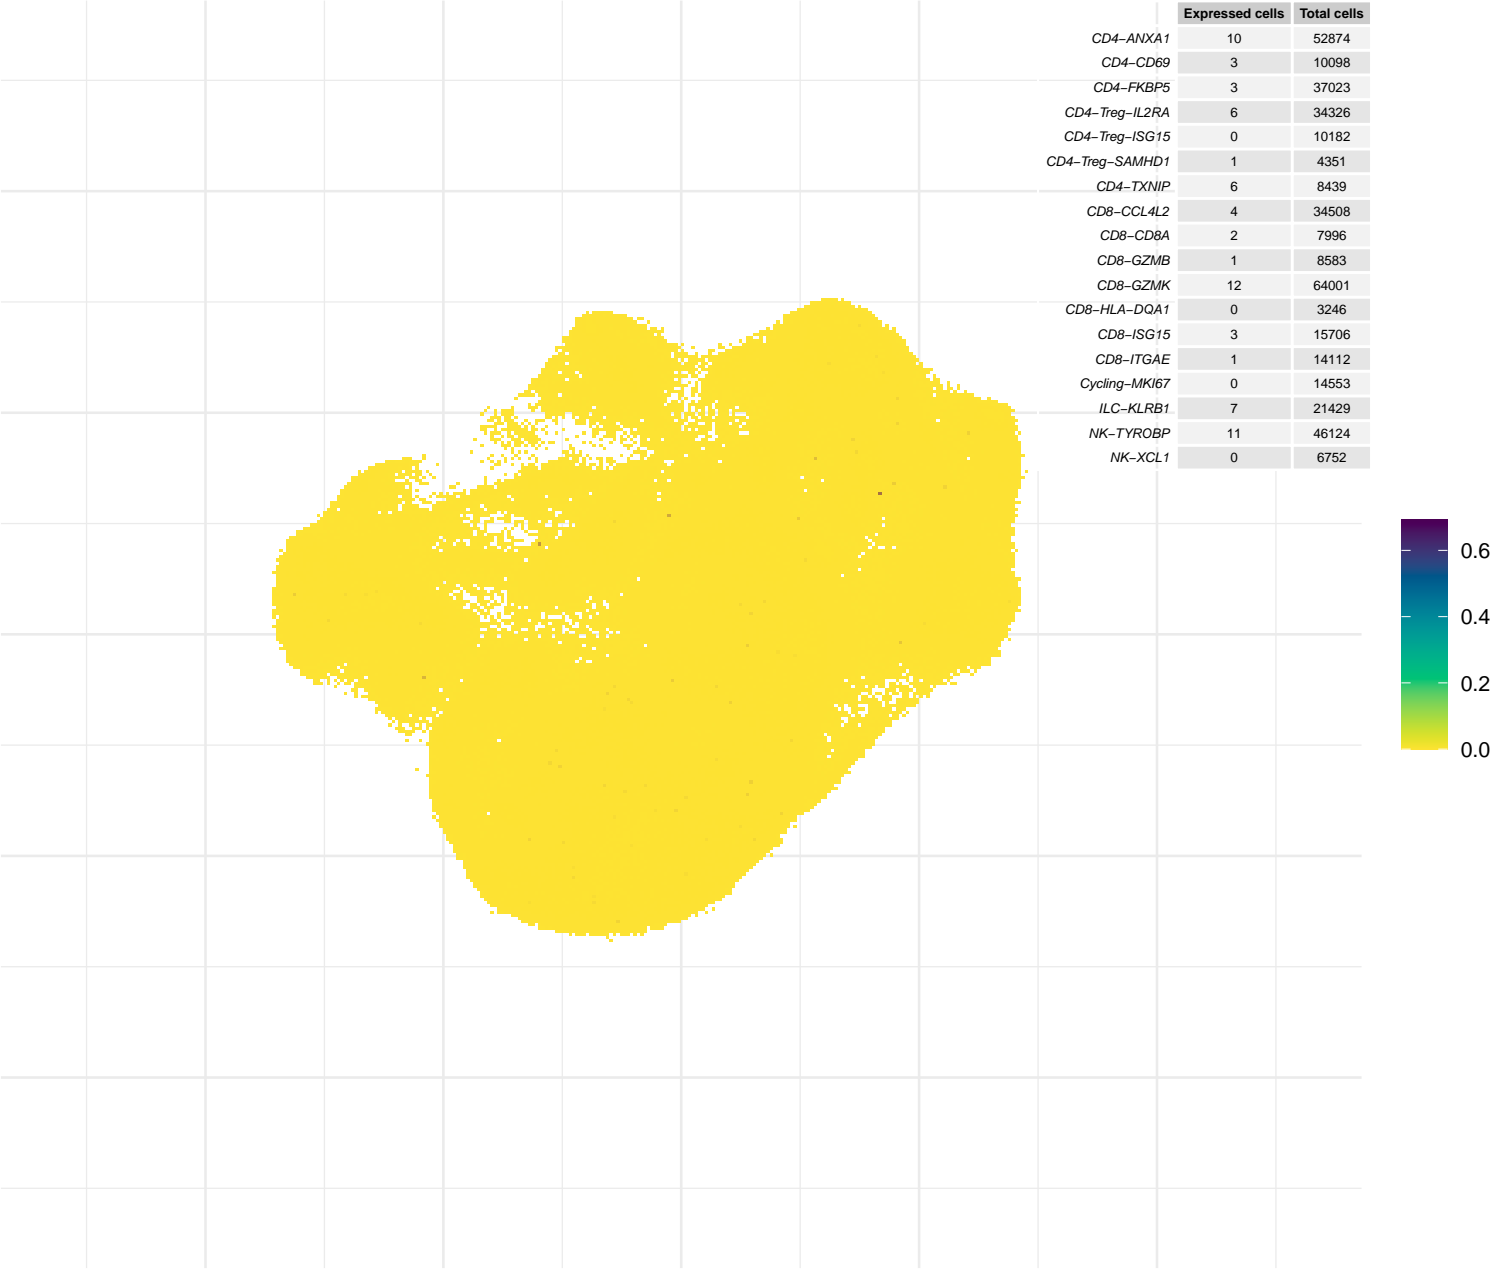 Expressed cells Total cells
CD4−ANXA1 10 52874
CD4−CD69 3 10098
CD4−FKBP5 3 37023
CD4−Treg−IL2RA 6 34326
CD4−Treg−ISG15 0 10182
CD4−Treg−SAMHD1 1 4351
CD4−TXNIP 6 8439
CD8−CCL4L2 4 34508
CD8−CD8A 2 7996
CD8−GZMB 1 8583
CD8−GZMK 12 64001
CD8−HLA−DQA1 0 3246
CD8−ISG15 3 15706
CD8−ITGAE 1 14112
Cycling−MKI67 0 14553
ILC−KLRB1 7 21429
NK−TYROBP 11 46124
NK−XCL1 0 6752
0.6
0.4
0.2
0.0